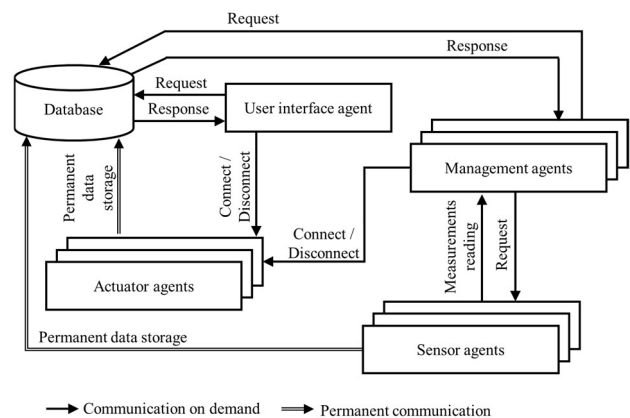 Request
Response
Request
Database
Response
User interface agent
Permanent
data
storage
Connect /
Disconnect
Management agents
Connect /
Disconnect
Measurements
reading
Request
Actuator agents
Permanent data storage
Sensor agents
Communication on demand
Permanent communication